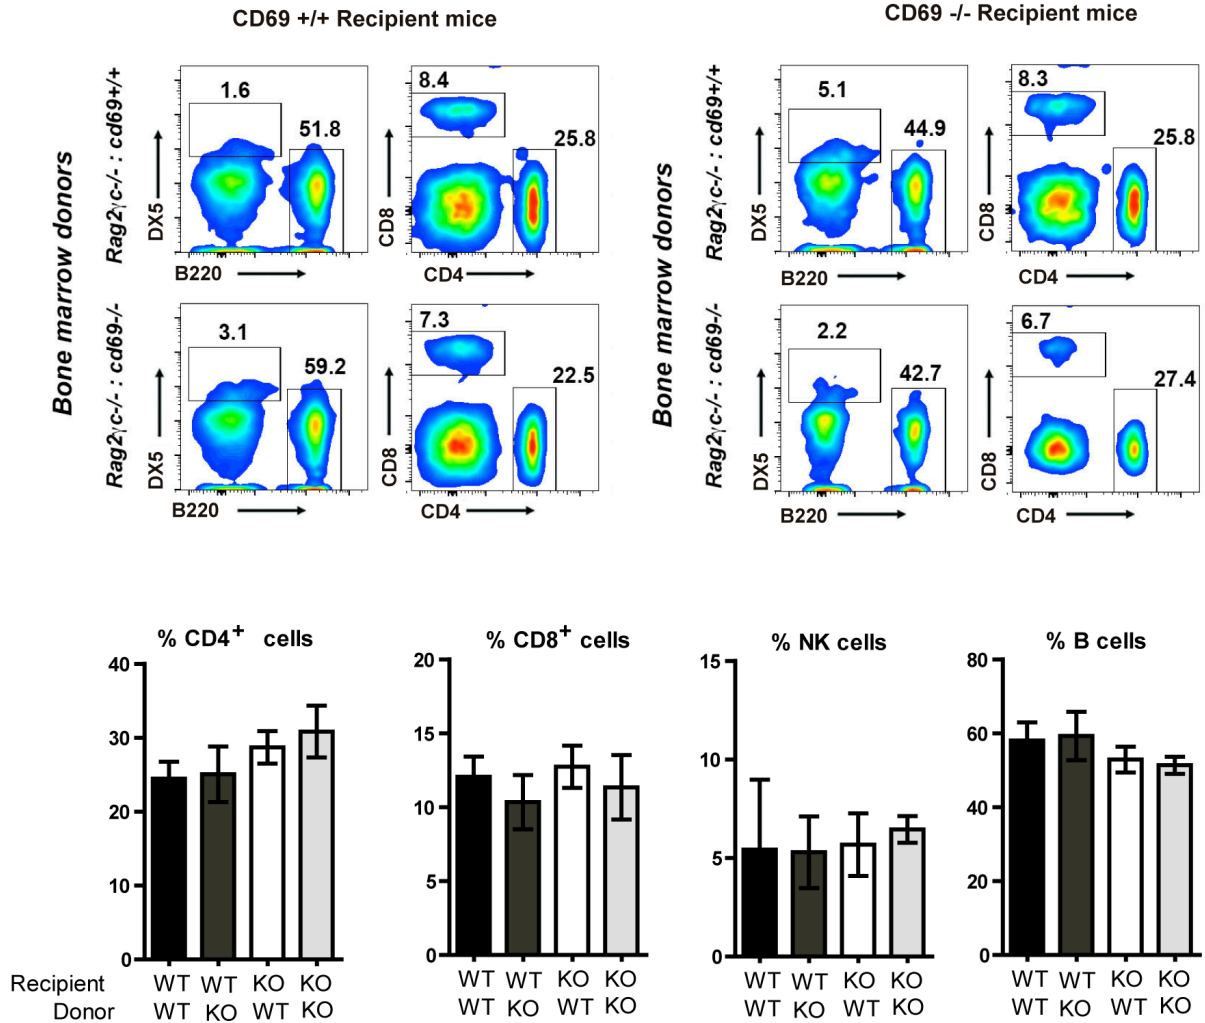 CD69 +/+ Recipient mice
CD69 -/- Recipient mice
Bone marrow donors
Rag2γc-/- : cd69+/+
1.6
51.8
DX5
B220
8.4
25.8
CD8
CD4
Rag2γc-/- : cd69-/-
3.1
59.2
DX5
B220
7.3
22.5
CD8
CD4
Bone marrow donors
Rag2γc-/- : cd69+/+
5.1
44.9
DX5
B220
8.3
25.8
CD8
CD4
Rag2γc-/- : cd69-/-
2.2
42.7
DX5
B220
6.7
27.4
CD8
CD4
% CD4+ cells
40
30
20
10
0
% CD8+ cells
20
15
10
5
0
% NK cells
15
10
5
0
% B cells
80
60
40
20
0
Recipient WT WT KO KO WT WT KO KO WT WT KO KO WT WT KO KO
Donor WT KO WT KO WT KO WT KO WT KO WT KO WT KO WT KO